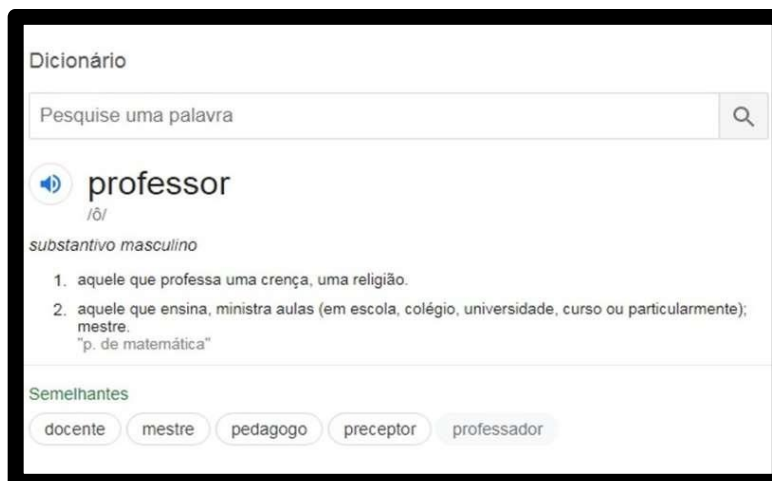 Dicionário
Pesquise uma palavra
professor
/ô/
substantivo masculino
1. aquele que professa uma crença, uma religião.
2. aquele que ensina, ministra aulas (em escola, colégio, universidade, curso ou particularmente);
mestre.
"p. de matemática"
Semelhantes
docente mestre pedagogo preceptor professador